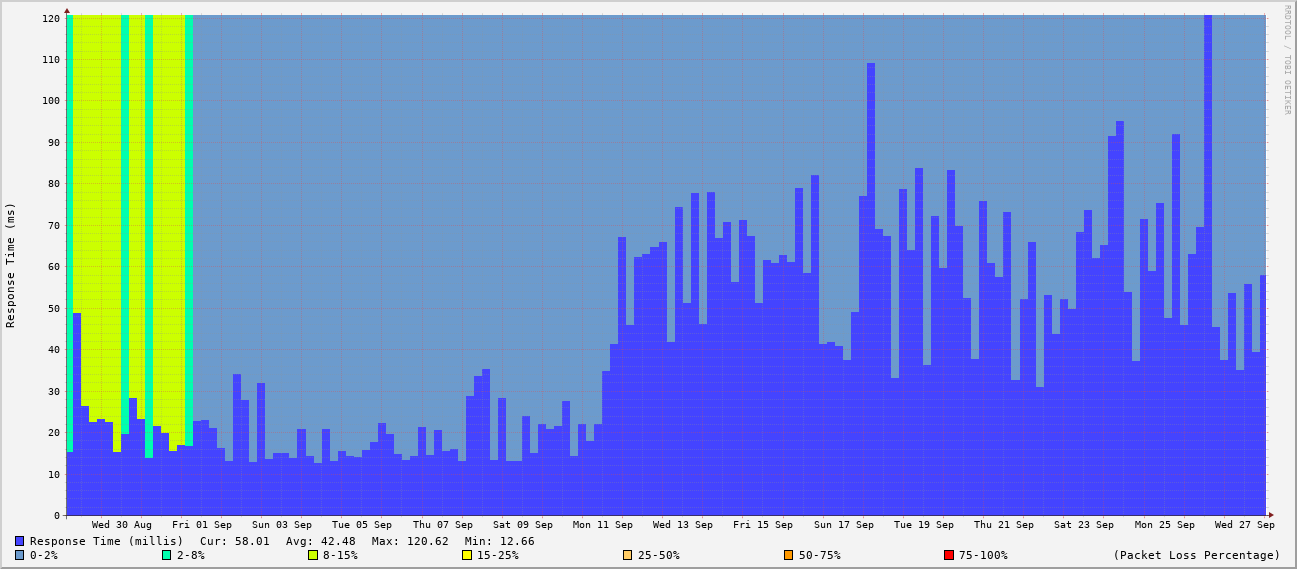 RRDTOOL / TOBI OETIKER
Response Time (ms)
120
110
100
90
80
70
60
50
40
30
20
10
0
Wed 30 Aug Fri 01 Sep Sun 03 Sep Tue 05 Sep Thu 07 Sep Sat 09 Sep Mon 11 Sep Wed 13 Sep Fri 15 Sep Sun 17 Sep Tue 19 Sep Thu 21 Sep Sat 23 Sep Mon 25 Sep Wed 27 Sep
Response Time (millis) Cur: 58.01 Avg: 42.48 Max: 120.62 Min: 12.66
0-2% 2-8% 8-15% 15-25% 25-50% 50-75% 75-100% (Packet Loss Percentage)